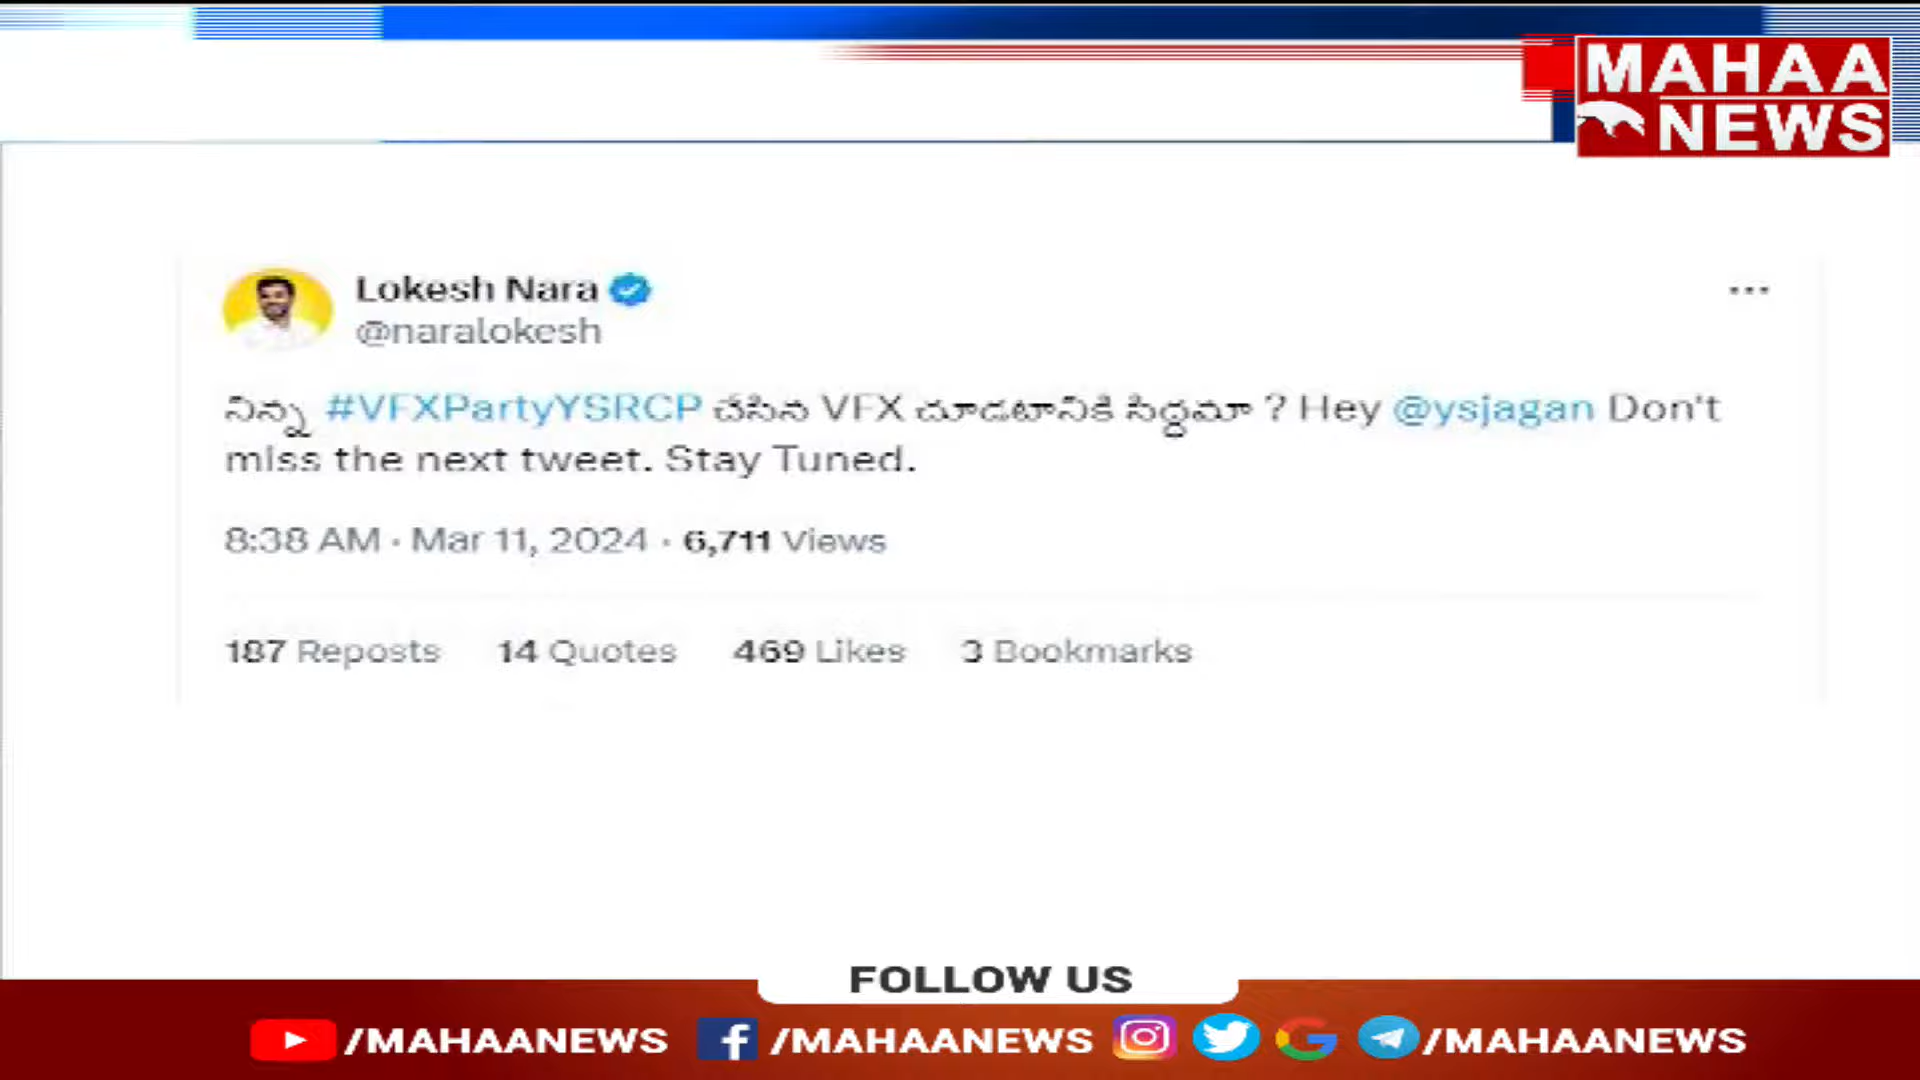 MAHAA
NEWS
Lokesh Nara
@naralokesh
నిన్న #VFXPartyYSRCP చేసిన VFX చూడటానికి సిద్ధమా ? Hey @ysjagan Don't
miss the next tweet. Stay Tuned.
8:38 AM · Mar 11, 2024 · 6,711 Views
187 Reposts 14 Quotes 469 Likes 3 Bookmarks
FOLLOW US
/MAHAANEWS /MAHAANEWS /MAHAANEWS